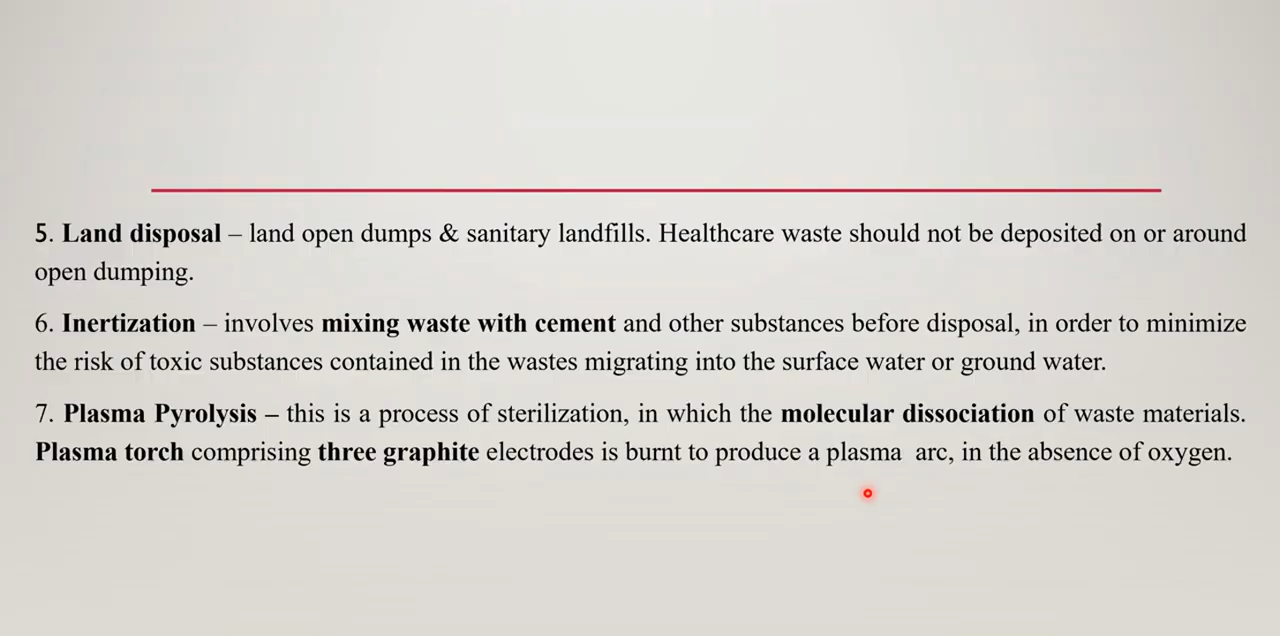 5. Land disposal – land open dumps & sanitary landfills. Healthcare waste should not be deposited on or around
open dumping.
6. Inertization – involves mixing waste with cement and other substances before disposal, in order to minimize
the risk of toxic substances contained in the wastes migrating into the surface water or ground water.
7. Plasma Pyrolysis – this is a process of sterilization, in which the molecular dissociation of waste materials.
Plasma torch comprising three graphite electrodes is burnt to produce a plasma  arc, in the absence of oxygen.